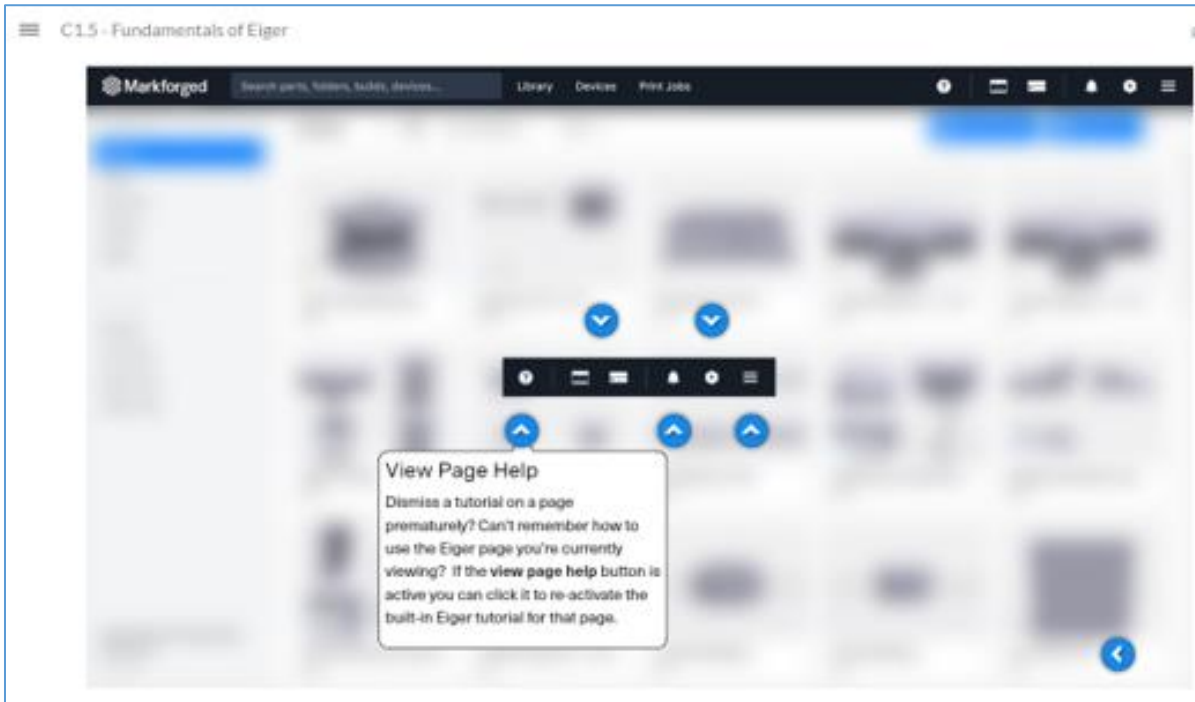 C1.5 - Fundamentals of Eiger
Markforged
Search parts, folders, builds, devices...
Library Devices Print Jobs
View Page Help
Dismiss a tutorial on a page
prematurely? Can't remember how to
use the Eiger page you're currently
viewing? If the view page help button is
active you can click it to re-activate the
built-in Eiger tutorial for that page.